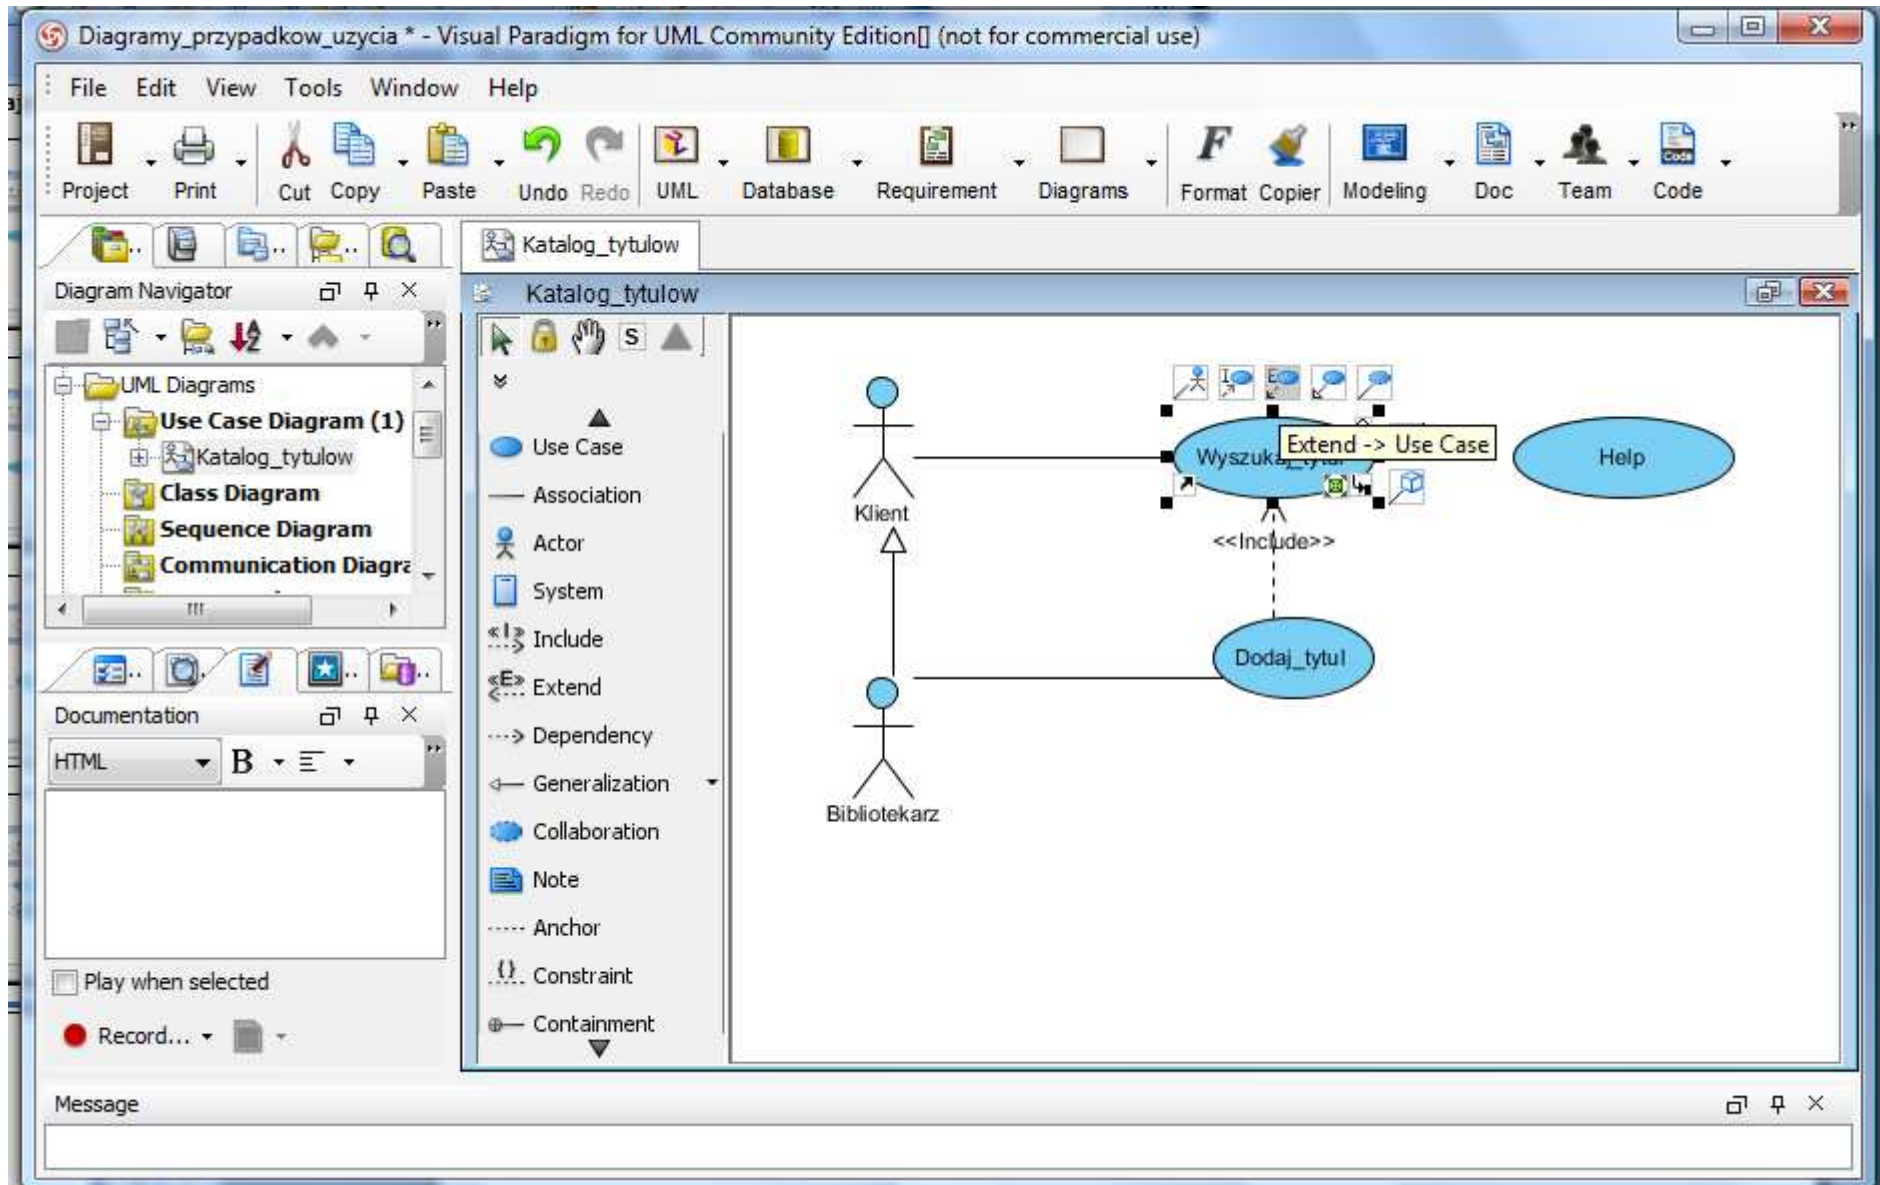 Diagramy_przypadkow_uzycia * - Visual Paradigm for UML Community Edition[] (not for commercial use)
File Edit View Tools Window Help
Project Print Cut Copy Paste Undo Redo UML Database Requirement Diagrams Format Copier Modeling Doc Team Code
Katalog_tytulow
Diagram Navigator
Katalog_tytulow
UML Diagrams
Use Case Diagram (1)
Katalog_tytulow
Class Diagram
Sequence Diagram
Communication Diagra
Documentation
HTML
B
Play when selected
Record...
S
Use Case
Association
Actor
System
Include
Extend
Dependency
Generalization
Collaboration
Note
Anchor
Constraint
Containment
Extend -> Use Case
Help
Klient
<<Include>>
Dodaj_tytul
Bibliotekarz
Message